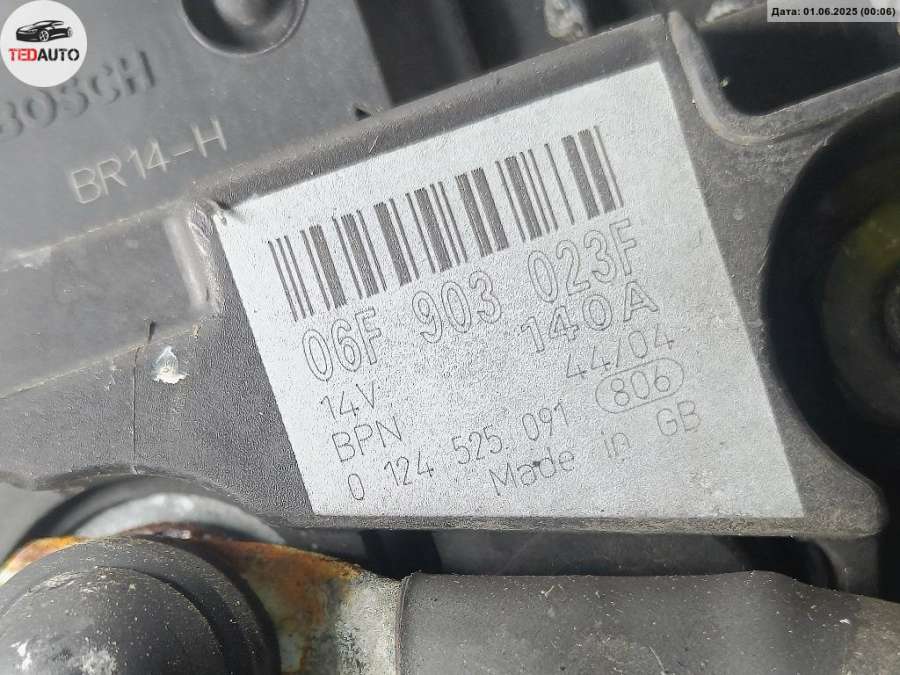 TEDAUTO
Дата: 01.06.2025 (00:06)
BOSCH
BR14-H
06F 903 023F
14V 140A
BPN 44/04
0 124 525 091 806
Made in GB